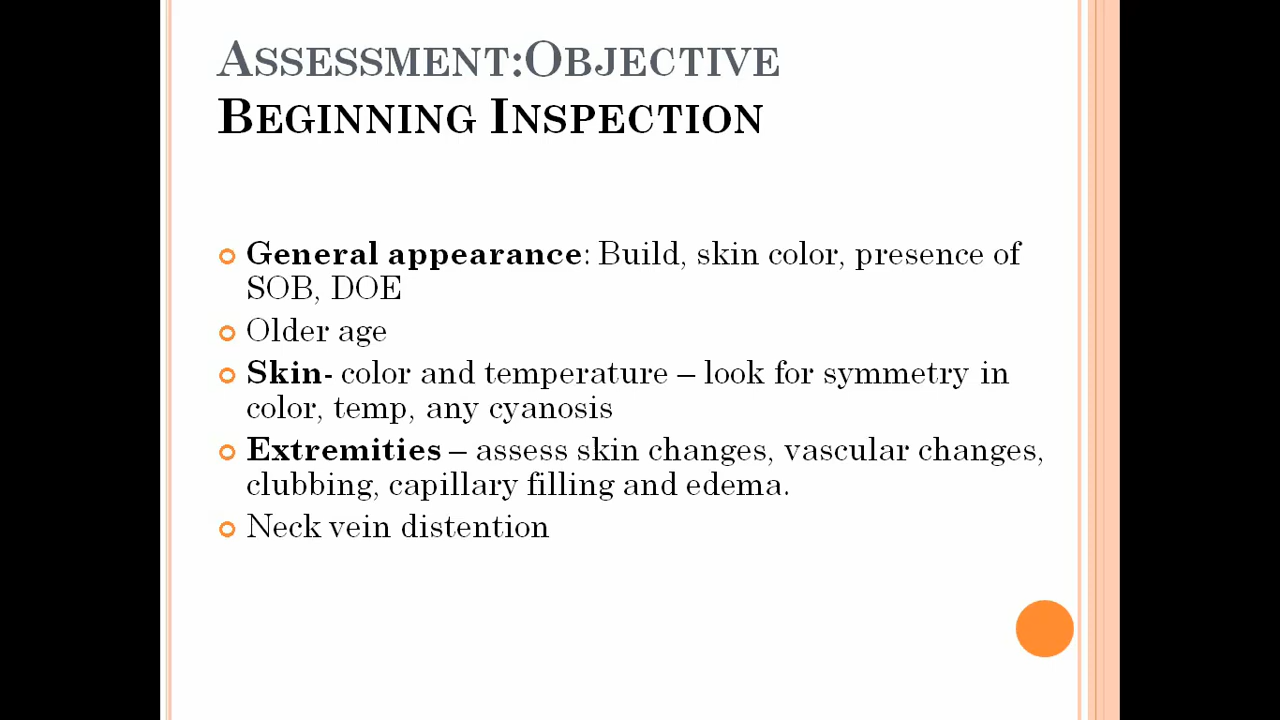 ASSESSMENT:OBJECTIVE
BEGINNING INSPECTION
General appearance: Build, skin color, presence of
SOB, DOE
Older age
Skin- color and temperature – look for symmetry in
color, temp, any cyanosis
Extremities – assess skin changes, vascular changes,
clubbing, capillary filling and edema.
Neck vein distention